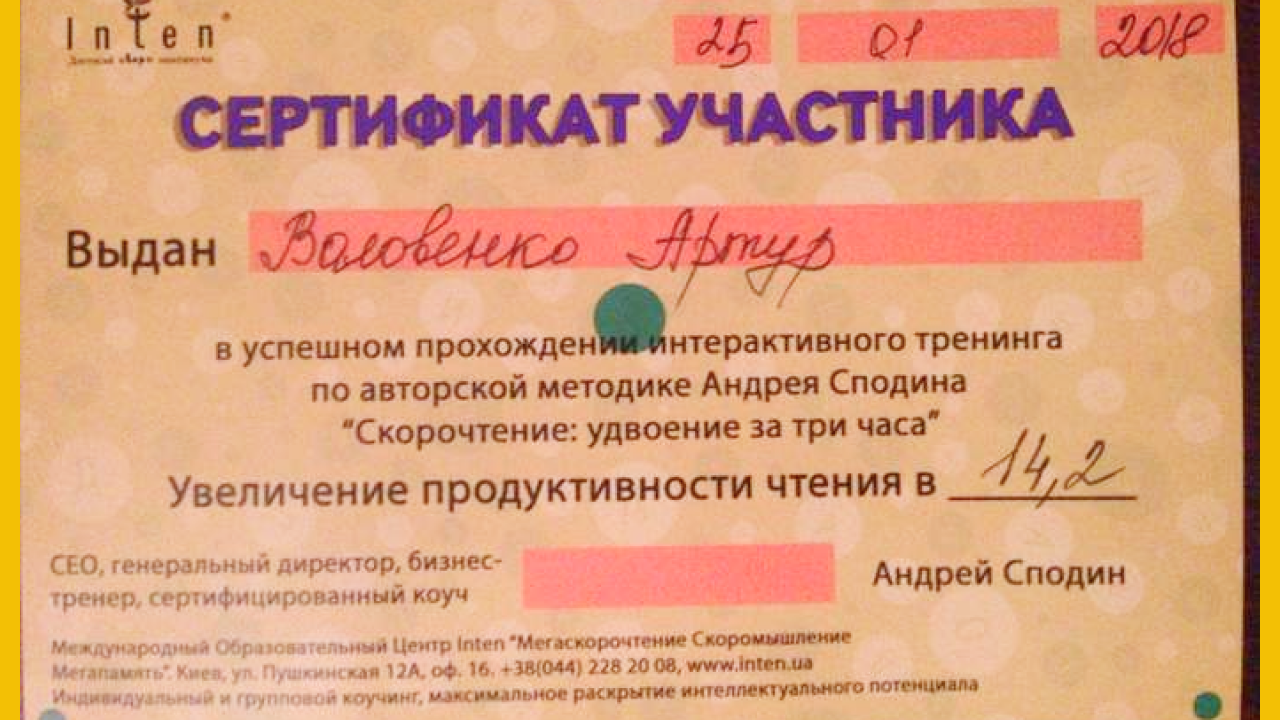 Inten®
25 01 2018
СЕРТИФИКАТ УЧАСТНИКА
Выдан Воловенко Артур
в успешном прохождении интерактивного тренинга
по авторской методике Андрея Сподина
"Скорочтение: удвоение за три часа"
Увеличение продуктивности чтения в 14,2
CEO, генеральный директор, бизнес-
тренер, сертифицированный коуч
Андрей Сподин
Международный Образовательный Центр Inten "Мегаскорочтение Скоромышление
Мегапамять". Киев, ул. Пушкинская 12А, оф. 16. +38(044) 228 20 08, www.inten.ua
Индивидуальный и групповой коучинг, максимальное раскрытие интеллектуального потенциала